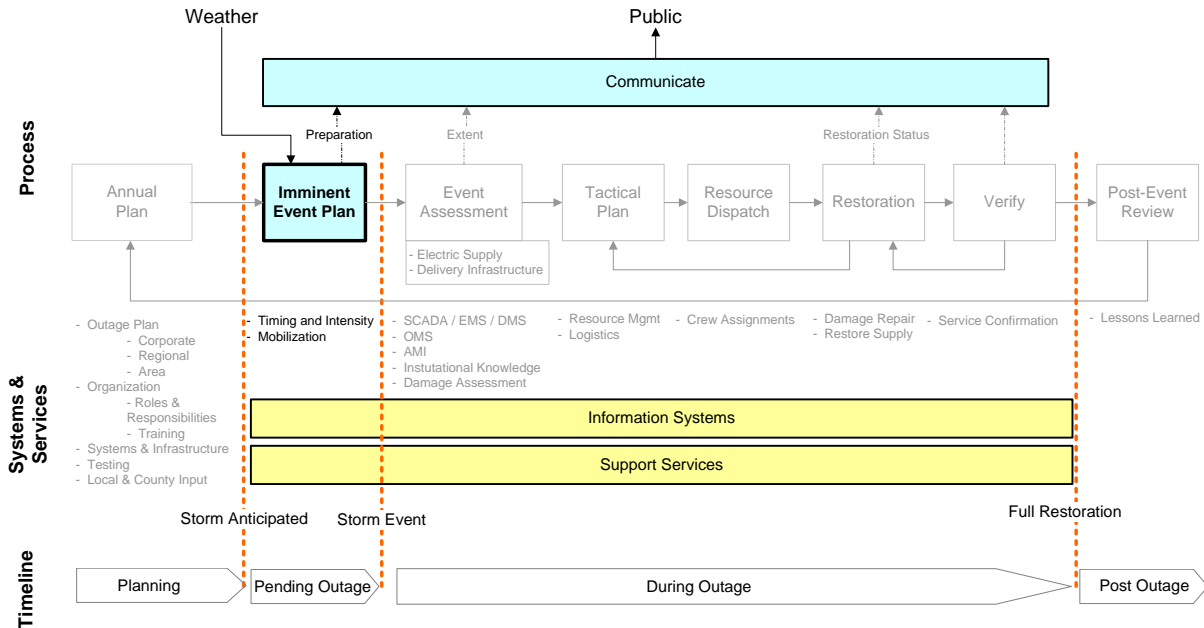 Weather
Public
Communicate
Process
Preparation
Extent
Restoration Status
Annual
Plan
Imminent
Event Plan
Event
Assessment
Tactical
Plan
Resource
Dispatch
Restoration
Verify
Post-Event
Review
- Electric Supply
- Delivery Infrastructure
Systems &
Services
- Outage Plan
- Corporate
- Regional
- Area
- Organization
- Roles &
Responsibilities
- Training
- Systems & Infrastructure
- Testing
- Local & County Input
- Timing and Intensity
- Mobilization
- SCADA / EMS / DMS
- OMS
- AMI
- Instutational Knowledge
- Damage Assessment
- Resource Mgmt
- Logistics
- Crew Assignments
- Damage Repair
- Restore Supply
- Service Confirmation
- Lessons Learned
Information Systems
Support Services
Storm Anticipated
Storm Event
Full Restoration
Timeline
Planning
Pending Outage
During Outage
Post Outage